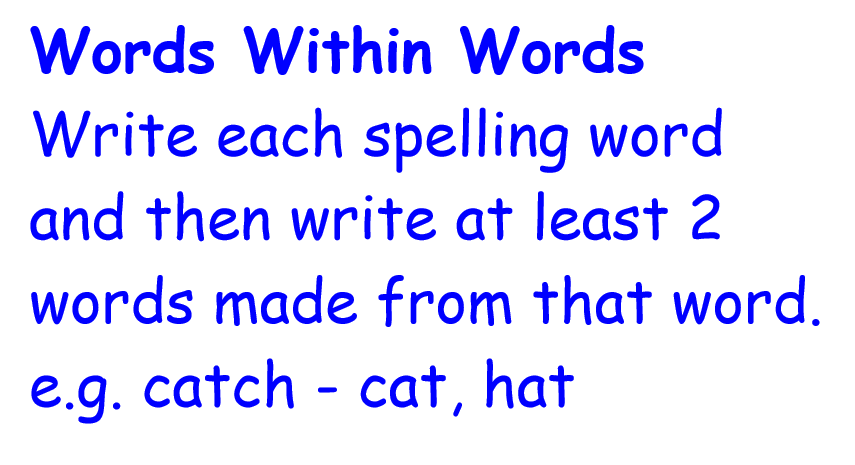 Words Within Words
Write each spelling word
and then write at least 2
words made from that word.
e.g. catch - cat, hat